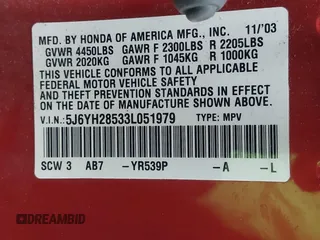 MFD. BY HONDA OF AMERICA MFG., INC. 11/03
GVWR 4450LBS GAWR F 2300LBS R 2205LBS
GVWR 2020KG GAWR F 1045KG R 1000KG
THIS VEHICLE CONFORMS TO ALL APPLICABLE
FEDERAL MOTOR VEHICLE SAFETY
AND THEFT PREVENTION STANDARDS IN EFFECT
ON THE DATE OF MANUFACTURE SHOWN ABOVE.
V.I.N.: 5J6YH28533L051979 TYPE: MPV
SCW 3 AB7 -YR539P -A -L
DREAMBID